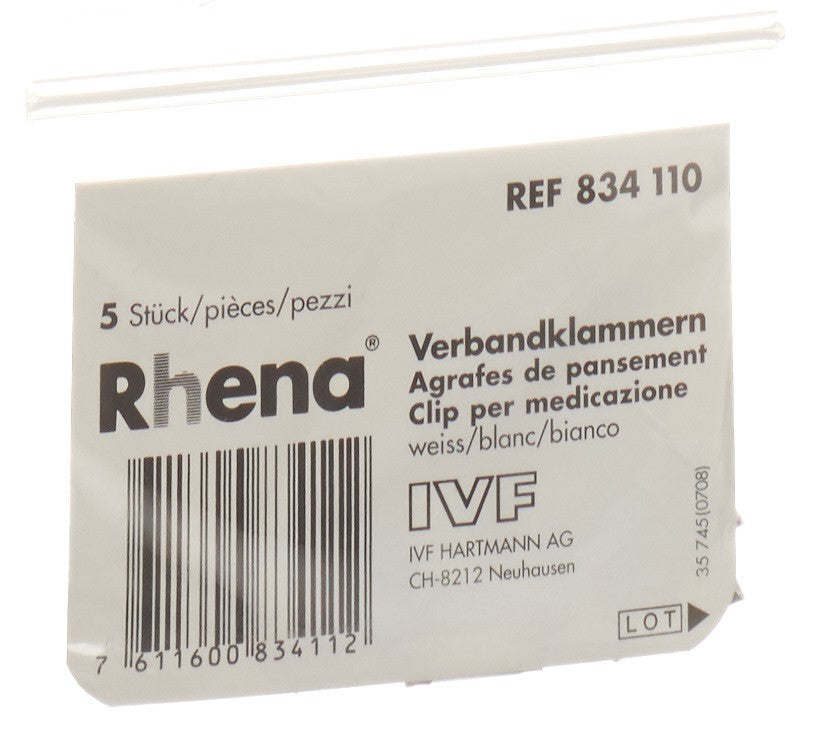 REF 834 110
5 Stück/pièces/pezzi
Rhena®
Verbandklammern
Agrafes de pansement
Clip per medicazione
weiss/blanc/bianco
IVF
IVF HARTMANN AG
CH-8212 Neuhausen
35 745(0708)
LOT
7 611600 834112